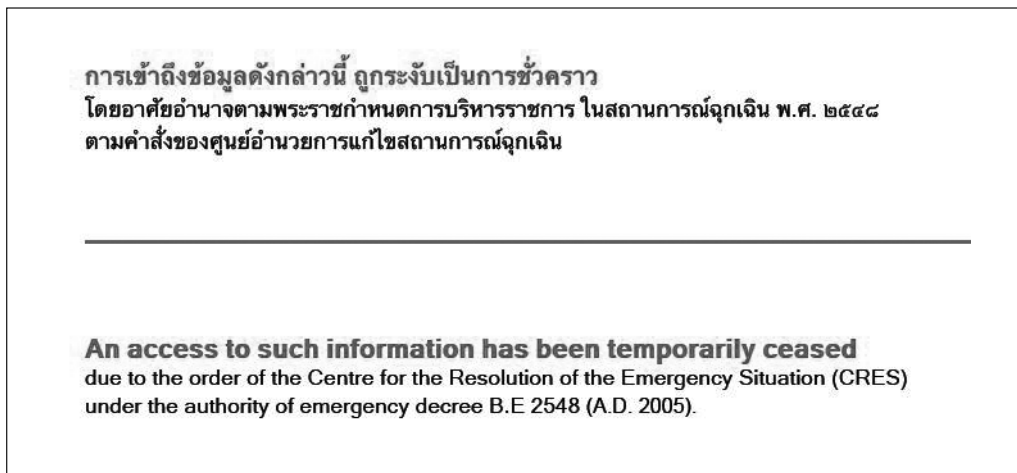 การเข้าถึงข้อมูลดังกล่าวนี้ ถูกระงับเป็นการชั่วคราว
โดยอาศัยอำนาจตามพระราชกำหนดการบริหารราชการ ในสถานการณ์ฉุกเฉิน พ.ศ. ๒๕๔๘
ตามคำสั่งของศูนย์อำนวยการแก้ไขสถานการณ์ฉุกเฉิน
An access to such information has been temporarily ceased
due to the order of the Centre for the Resolution of the Emergency Situation (CRES)
under the authority of emergency decree B.E 2548 (A.D. 2005).